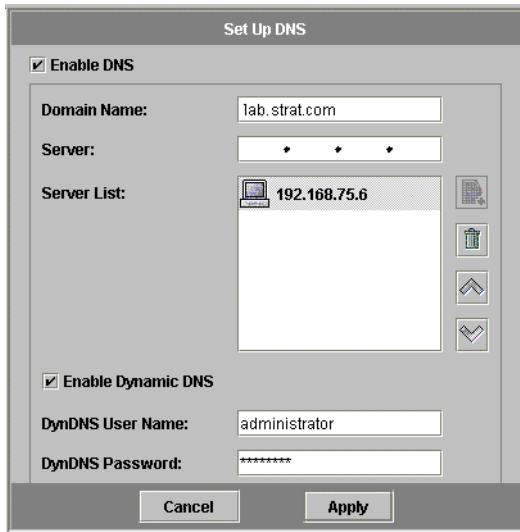 Set Up DNS
Enable DNS
Domain Name: lab.strat.com
Server: . . .
Server List: 192.168.75.6
Enable Dynamic DNS
DynDNS User Name: administrator
DynDNS Password: ********
Cancel Apply